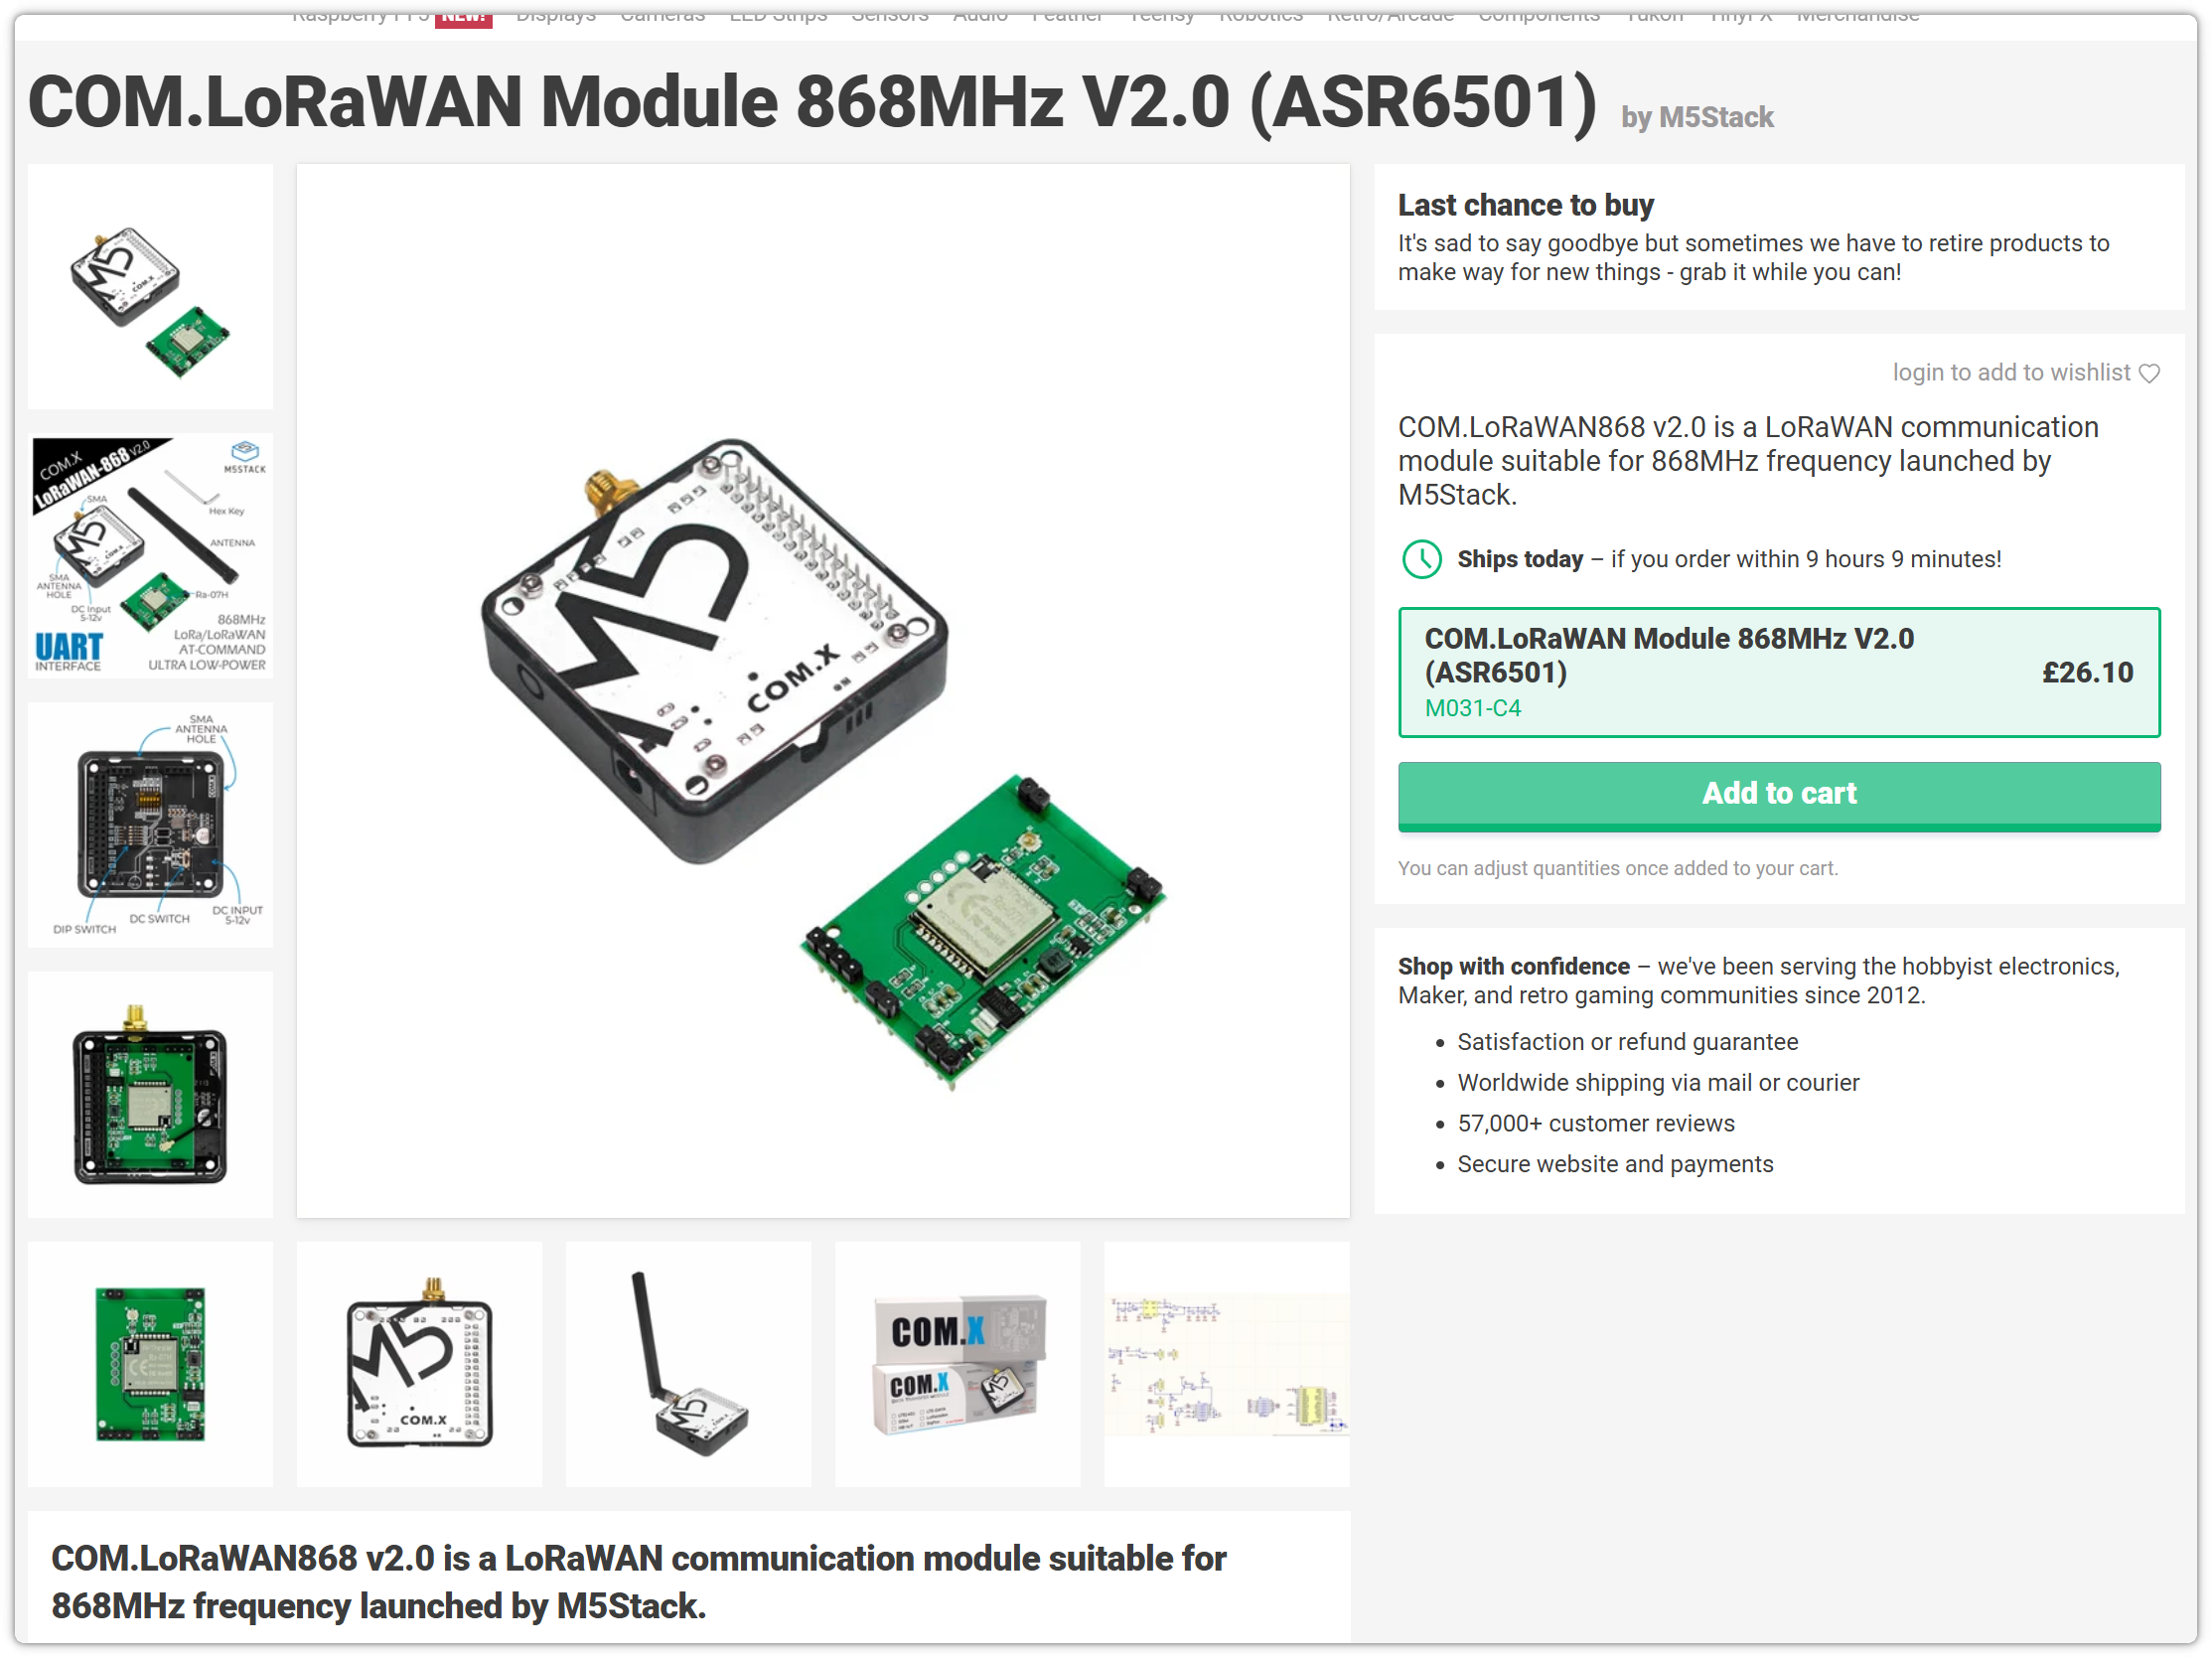 Raspberry Pi 5 NEW! Displays Cameras LED Strips Sensors Audio Feather Teensy Robotics Retro/Arcade Components Yukon TinyFX Merchandise
COM.LoRaWAN Module 868MHz V2.0 (ASR6501) by M5Stack
Last chance to buy
It's sad to say goodbye but sometimes we have to retire products to
make way for new things - grab it while you can!
login to add to wishlist
COM.LoRaWAN868 v2.0 is a LoRaWAN communication
module suitable for 868MHz frequency launched by
M5Stack.
Ships today – if you order within 9 hours 9 minutes!
COM.LoRaWAN Module 868MHz V2.0
(ASR6501)
£26.10
M031-C4
Add to cart
You can adjust quantities once added to your cart.
Shop with confidence – we've been serving the hobbyist electronics,
Maker, and retro gaming communities since 2012.
Satisfaction or refund guarantee
Worldwide shipping via mail or courier
57,000+ customer reviews
Secure website and payments
M5
COM.X
M5
COM.X
COM.X
LoRaWAN-868 v2.0
M5STACK
SMA
Hex Key
ANTENNA
M5
SMA
ANTENNA
HOLE
DC Input
5-12v
Ra-07H
868MHz
LoRa/LoRaWAN
AT-COMMAND
ULTRA LOW-POWER
UART
INTERFACE
SMA
ANTENNA
HOLE
DIP SWITCH
DC SWITCH
DC INPUT
5-12v
M5
COM.X
M5
COM.X
COM.X
M5
COM.LoRaWAN868 v2.0 is a LoRaWAN communication module suitable for
868MHz frequency launched by M5Stack.